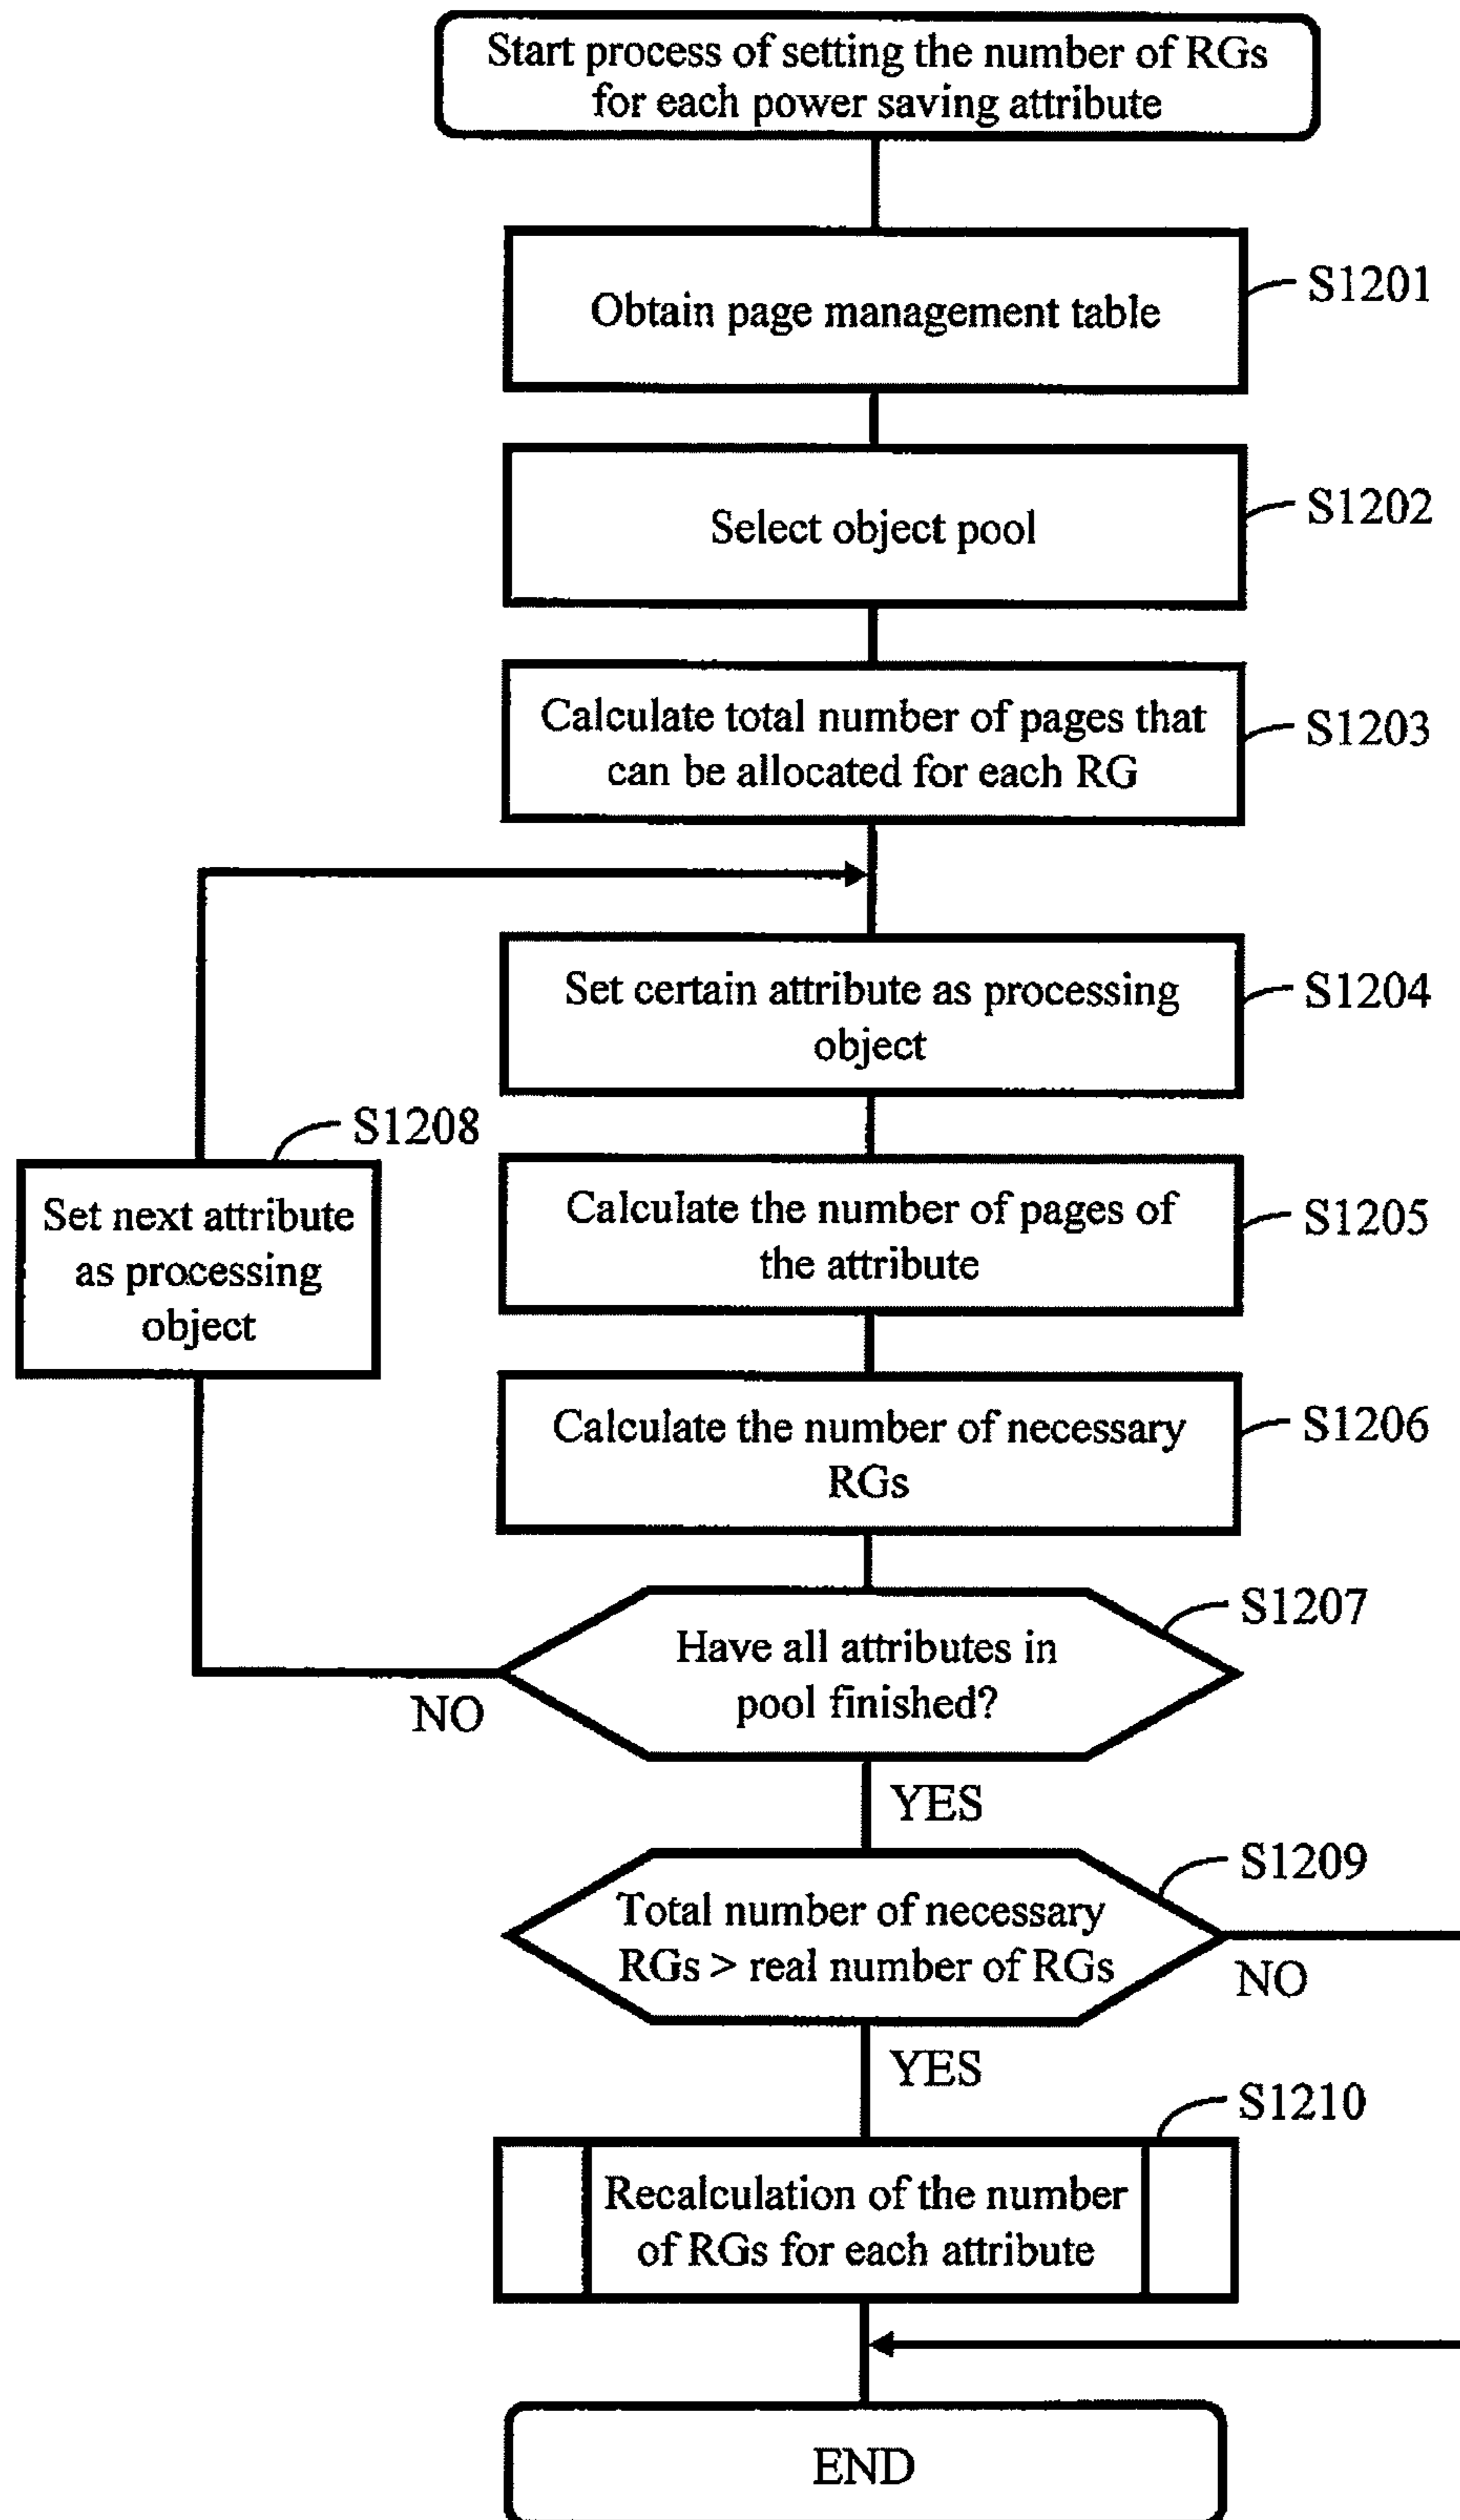 Start process of setting the number of RGs
for each power saving attribute
Obtain page management table
S1201
Select object pool
S1202
Calculate total number of pages that
can be allocated for each RG
S1203
Set certain attribute as processing
object
S1204
S1208
Set next attribute
as processing
object
Calculate the number of pages of
the attribute
S1205
Calculate the number of necessary
RGs
S1206
S1207
Have all attributes in
pool finished?
NO
YES
S1209
Total number of necessary
RGs > real number of RGs
NO
YES
S1210
Recalculation of the number
of RGs for each attribute
END